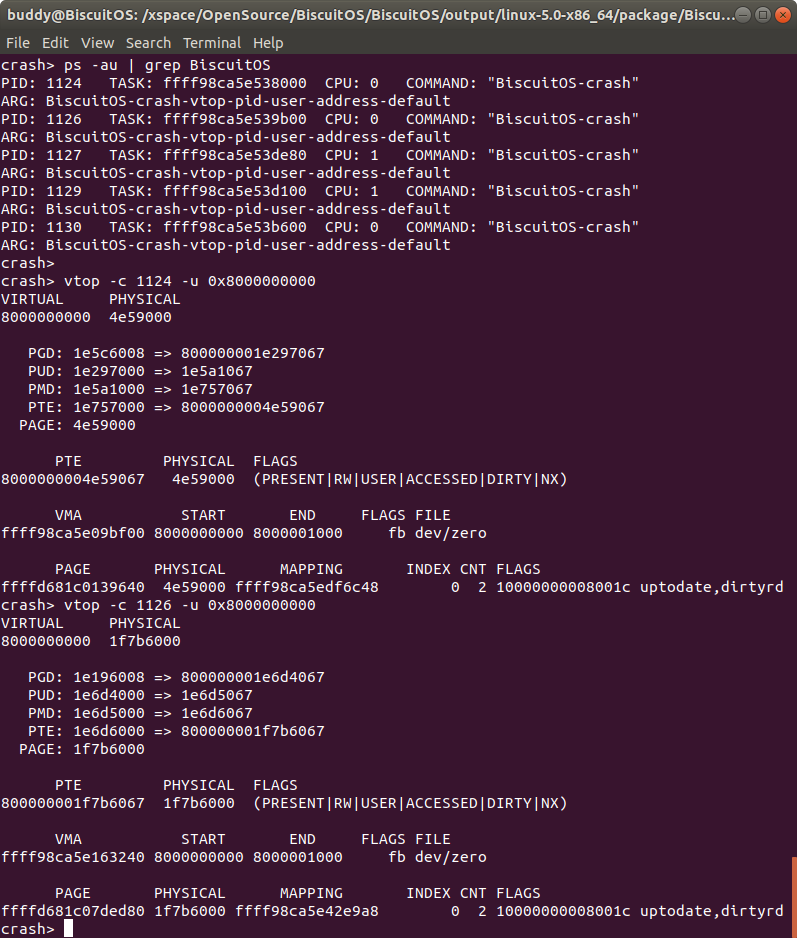 buddy@BiscuitOS: /xspace/OpenSource/BiscuitOS/BiscuitOS/output/linux-5.0-x86_64/package/Biscu...
File Edit View Search Terminal Help
crash> ps -au | grep BiscuitOS
PID: 1124   TASK: ffff98ca5e538000  CPU: 0   COMMAND: "BiscuitOS-crash"
ARG: BiscuitOS-crash-vtop-pid-user-address-default
PID: 1126   TASK: ffff98ca5e539b00  CPU: 0   COMMAND: "BiscuitOS-crash"
ARG: BiscuitOS-crash-vtop-pid-user-address-default
PID: 1127   TASK: ffff98ca5e53de80  CPU: 1   COMMAND: "BiscuitOS-crash"
ARG: BiscuitOS-crash-vtop-pid-user-address-default
PID: 1129   TASK: ffff98ca5e53d100  CPU: 1   COMMAND: "BiscuitOS-crash"
ARG: BiscuitOS-crash-vtop-pid-user-address-default
PID: 1130   TASK: ffff98ca5e53b600  CPU: 0   COMMAND: "BiscuitOS-crash"
ARG: BiscuitOS-crash-vtop-pid-user-address-default
crash>
crash> vtop -c 1124 -u 0x8000000000
VIRTUAL     PHYSICAL
8000000000  4e59000
PGD: 1e5c6008 => 800000001e297067
PUD: 1e297000 => 1e5a1067
PMD: 1e5a1000 => 1e757067
PTE: 1e757000 => 8000000004e59067
PAGE: 4e59000
PTE         PHYSICAL  FLAGS
8000000004e59067   4e59000  (PRESENT|RW|USER|ACCESSED|DIRTY|NX)
VMA           START       END     FLAGS FILE
ffff98ca5e09bf00 8000000000 8000001000     fb dev/zero
PAGE       PHYSICAL      MAPPING       INDEX CNT FLAGS
ffffd681c0139640  4e59000 ffff98ca5edf6c48        0  2 10000000008001c uptodate,dirtyrd
crash> vtop -c 1126 -u 0x8000000000
VIRTUAL     PHYSICAL
8000000000  1f7b6000
PGD: 1e196008 => 800000001e6d4067
PUD: 1e6d4000 => 1e6d5067
PMD: 1e6d5000 => 1e6d6067
PTE: 1e6d6000 => 800000001f7b6067
PAGE: 1f7b6000
PTE         PHYSICAL  FLAGS
800000001f7b6067  1f7b6000  (PRESENT|RW|USER|ACCESSED|DIRTY|NX)
VMA           START       END     FLAGS FILE
ffff98ca5e163240 8000000000 8000001000     fb dev/zero
PAGE       PHYSICAL      MAPPING       INDEX CNT FLAGS
ffffd681c07ded80 1f7b6000 ffff98ca5e42e9a8        0  2 10000000008001c uptodate,dirtyrd
crash>